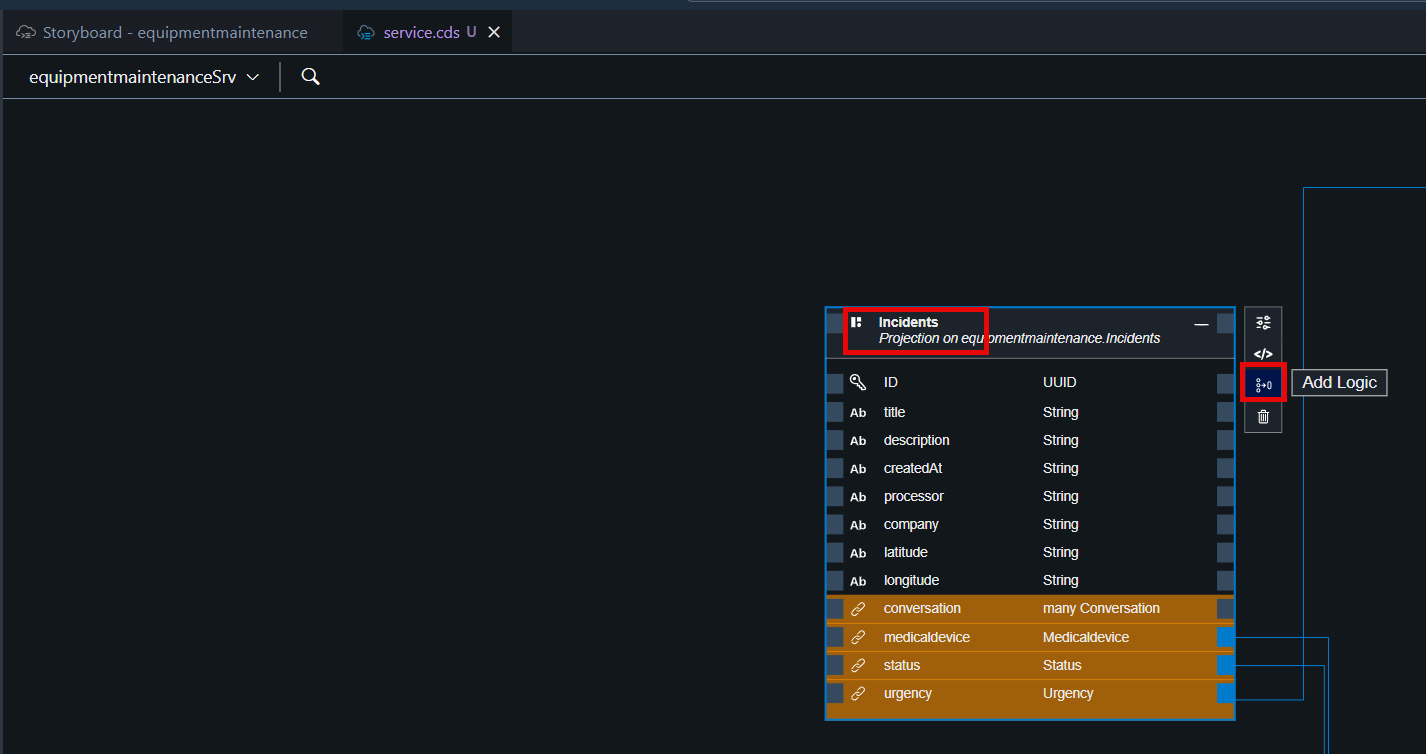 Storyboard - equipmentmaintenance
service.cds U
equipmentmaintenanceSrv
Incidents
Projection on equipmentmaintenance.Incidents
ID UUID
Add Logic
Ab title String
Ab description String
Ab createdAt String
Ab processor String
Ab company String
Ab latitude String
Ab longitude String
conversation many Conversation
medicaldevice Medicaldevice
status Status
urgency Urgency